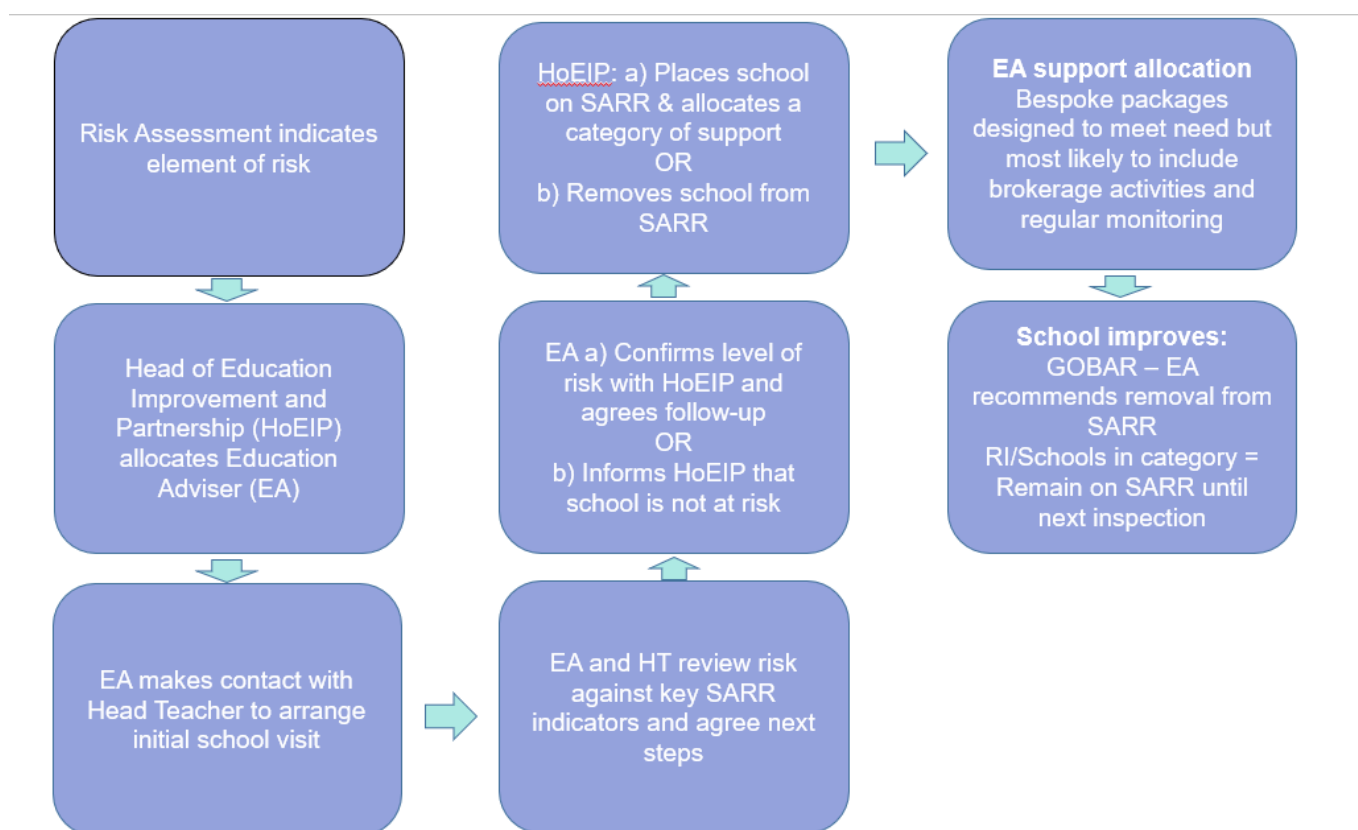 Risk Assessment indicates
element of risk
Head of Education
Improvement and
Partnership (HoEIP)
allocates Education
Adviser (EA)
EA makes contact with
Head Teacher to arrange
initial school visit
EA and HT review risk
against key SARR
indicators and agree next
steps
EA a) Confirms level of
risk with HoEIP and
agrees follow-up
OR
b) Informs HoEIP that
school is not at risk
HoEIP: a) Places school
on SARR & allocates a
category of support
OR
b) Removes school from
SARR
EA support allocation
Bespoke packages
designed to meet need but
most likely to include
brokerage activities and
regular monitoring
School improves:
GOBAR – EA
recommends removal from
SARR
RI/Schools in category =
Remain on SARR until
next inspection